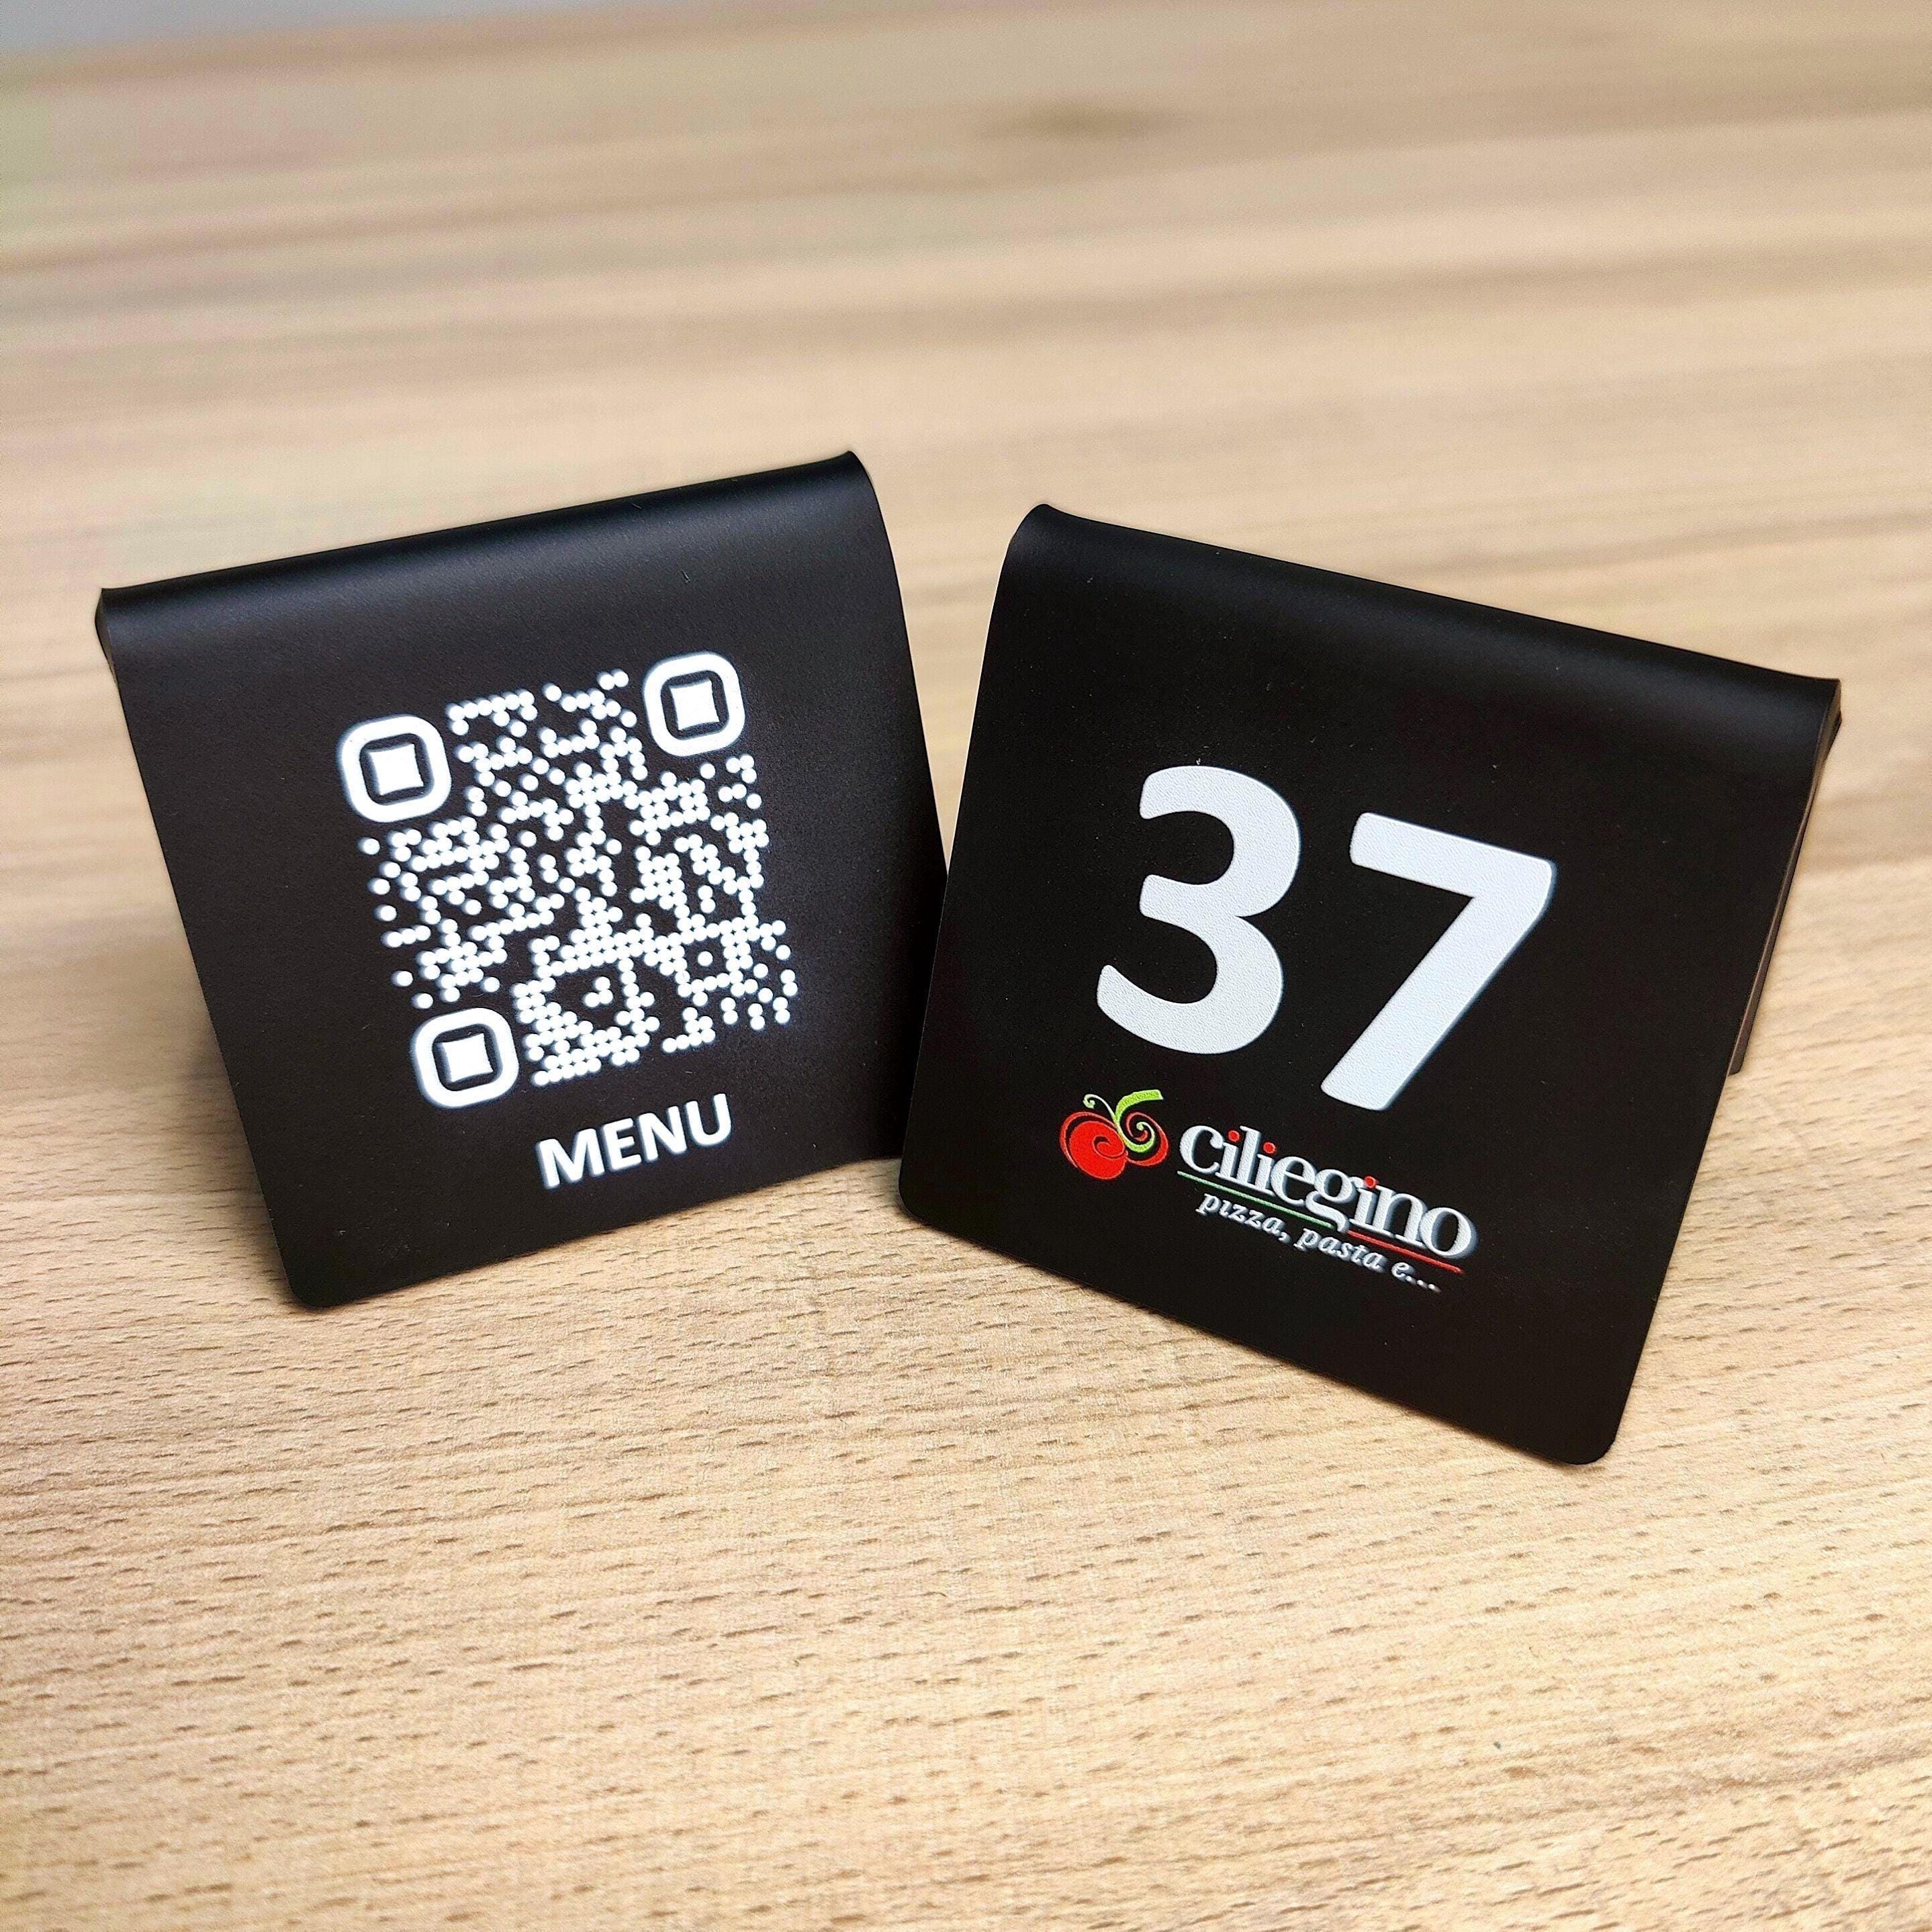 MENU
37
ciliegino
pizza, pasta e...